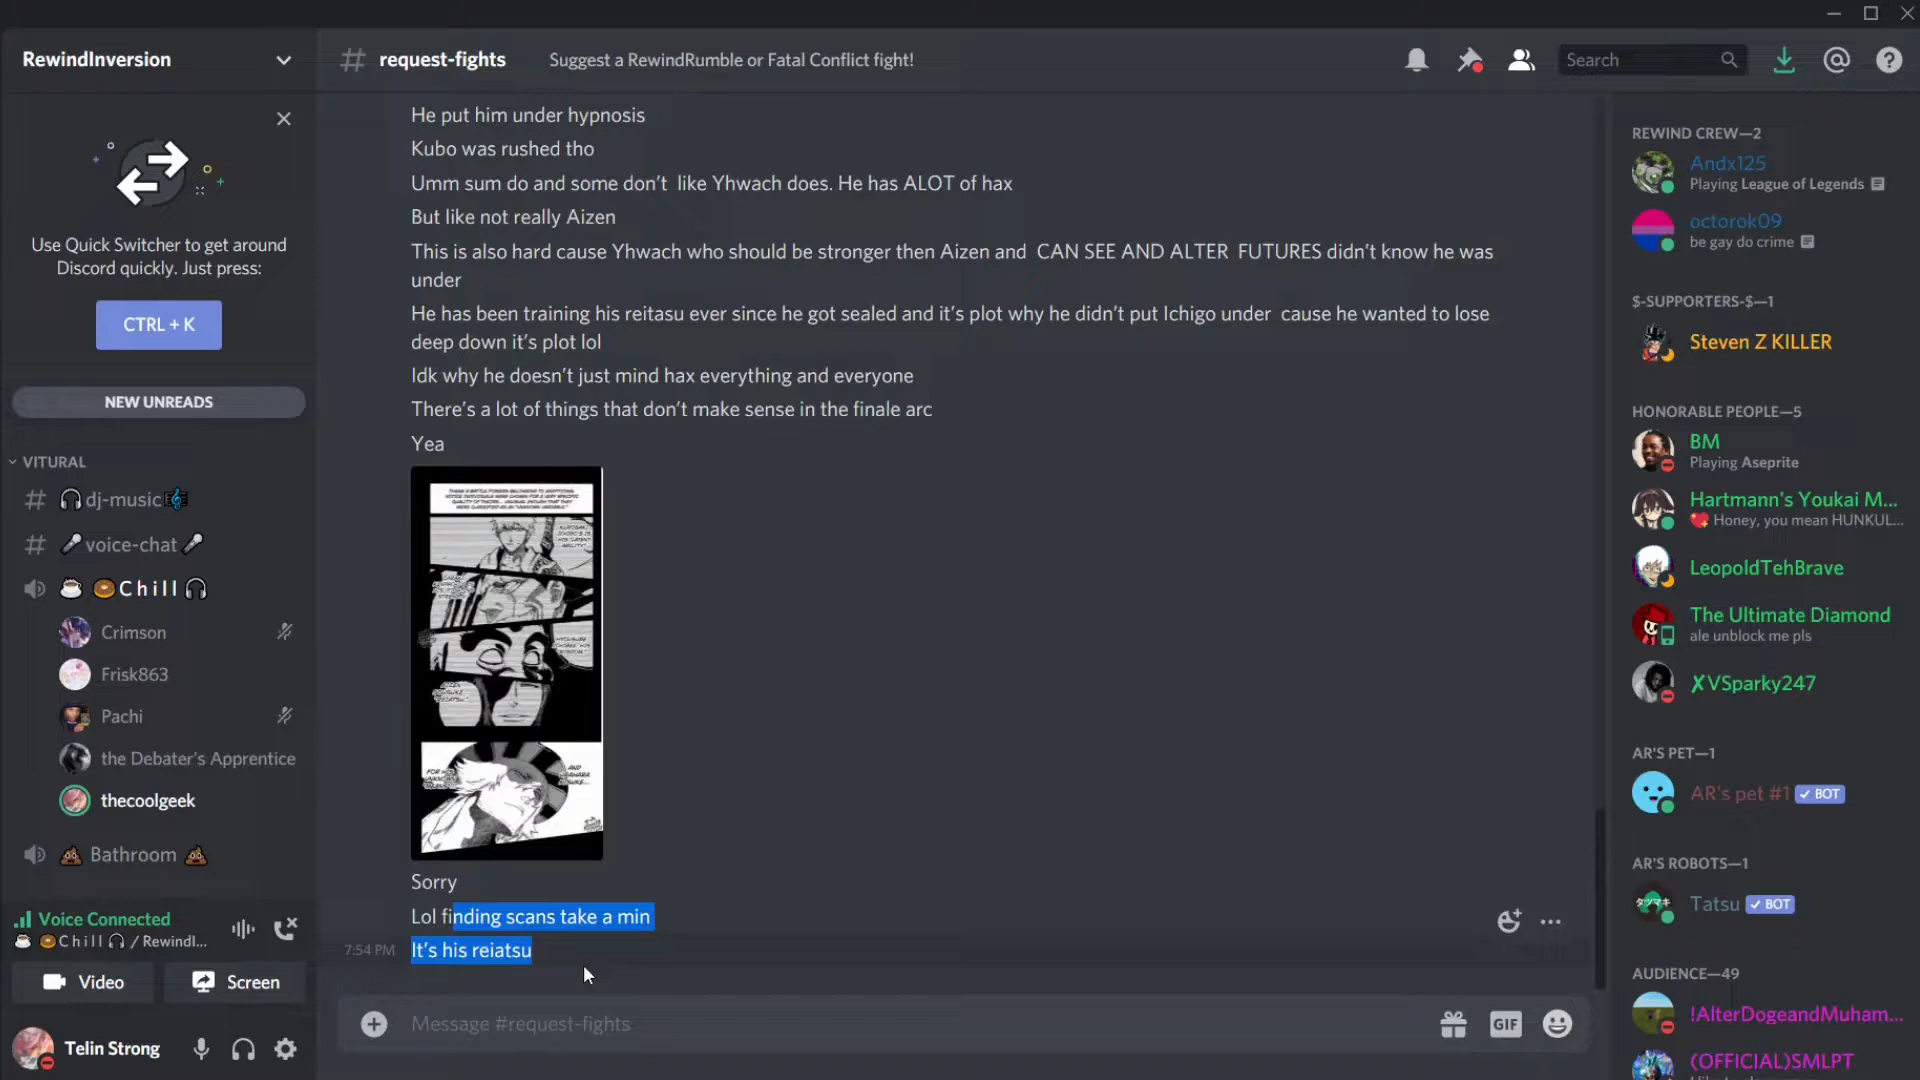 RewindInversion
request-fights
Suggest a RewindRumble or Fatal Conflict fight!
Search
Use Quick Switcher to get around
Discord quickly. Just press:
CTRL + K
NEW UNREADS
VITURAL
dj-music
voice-chat
Chill
Crimson
Frisk863
Pachi
the Debater's Apprentice
thecoolgeek
Bathroom
Voice Connected
Chill / RewindI...
Video
Screen
Telin Strong
He put him under hypnosis
Kubo was rushed tho
Umm sum do and some don't like Yhwach does. He has ALOT of hax
But like not really Aizen
This is also hard cause Yhwach who should be stronger then Aizen and CAN SEE AND ALTER FUTURES didn't know he was
under
He has been training his reitasu ever since he got sealed and it's plot why he didn't put Ichigo under cause he wanted to lose
deep down it's plot lol
Idk why he doesn't just mind hax everything and everyone
There's a lot of things that don't make sense in the finale arc
Yea
Sorry
Lol finding scans take a min
7:54 PM It's his reiatsu
Message #request-fights
GIF
REWIND CREW—2
Andx125
Playing League of Legends
octorok09
be gay do crime
$-SUPPORTERS-$—1
Steven Z KILLER
HONORABLE PEOPLE—5
BM
Playing Aseprite
Hartmann's Youkai M...
Honey, you mean HUNKUL...
LeopoldTehBrave
The Ultimate Diamond
ale unblock me pls
✗VSparky247
AR'S PET—1
AR's pet #1 ✓ BOT
AR'S ROBOTS—1
Tatsu ✓ BOT
AUDIENCE—49
!AlterDogeandMuham...
(OFFICIAL)SMLPT